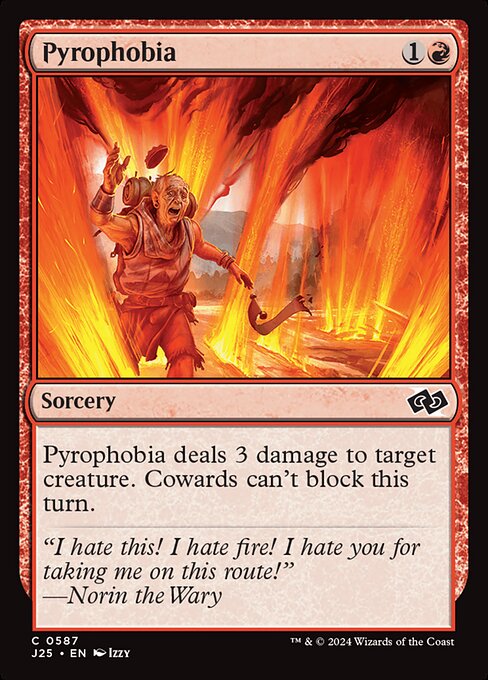 Pyrophobia 1
Sorcery
Pyrophobia deals 3 damage to target
creature. Cowards can't block this
turn.
“I hate this! I hate fire! I hate you for
taking me on this route!”
—Norin the Wary
C 0587
J25 • EN Izzy
™ & © 2024 Wizards of the Coast